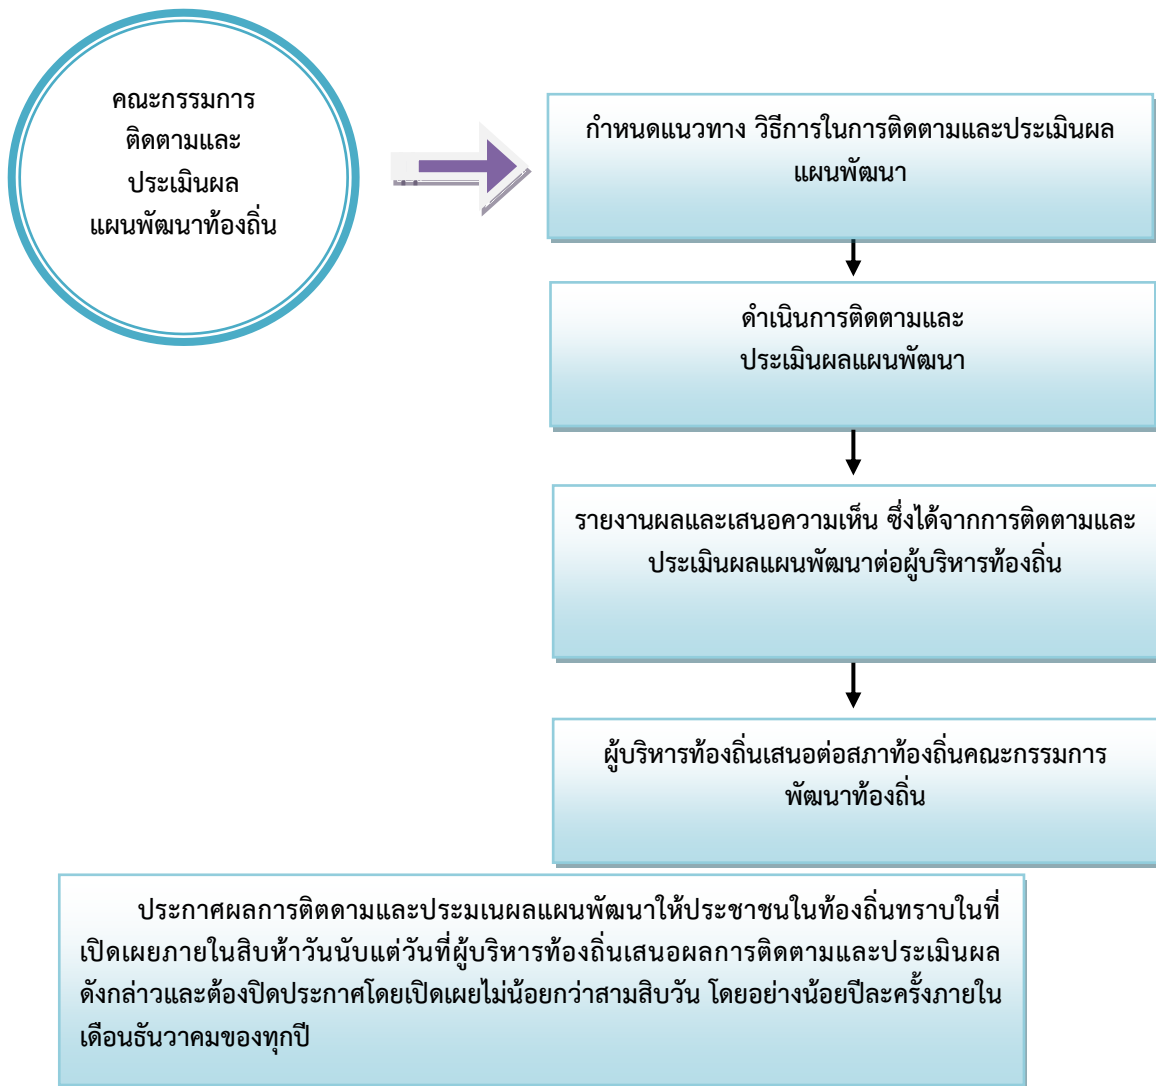 คณะกรรมการ
ติดตามและ
ประเมินผล
แผนพัฒนาท้องถิ่น
กำหนดแนวทาง วิธีการในการติดตามและประเมินผล
แผนพัฒนา
ดำเนินการติดตามและ
ประเมินผลแผนพัฒนา
รายงานผลและเสนอความเห็น ซึ่งได้จากการติดตามและ
ประเมินผลแผนพัฒนาต่อผู้บริหารท้องถิ่น
ผู้บริหารท้องถิ่นเสนอต่อสภาท้องถิ่นคณะกรรมการ
พัฒนาท้องถิ่น
ประกาศผลการติตดามและประมเนผลแผนพัฒนาให้ประชาชนในท้องถิ่นทราบในที่
เปิดเผยภายในสิบห้าวันนับแต่วันที่ผู้บริหารท้องถิ่นเสนอผลการติดตามและประเมินผล
ดังกล่าวและต้องปิดประกาศโดยเปิดเผยไม่น้อยกว่าสามสิบวัน โดยอย่างน้อยปีละครั้งภายใน
เดือนธันวาคมของทุกปี